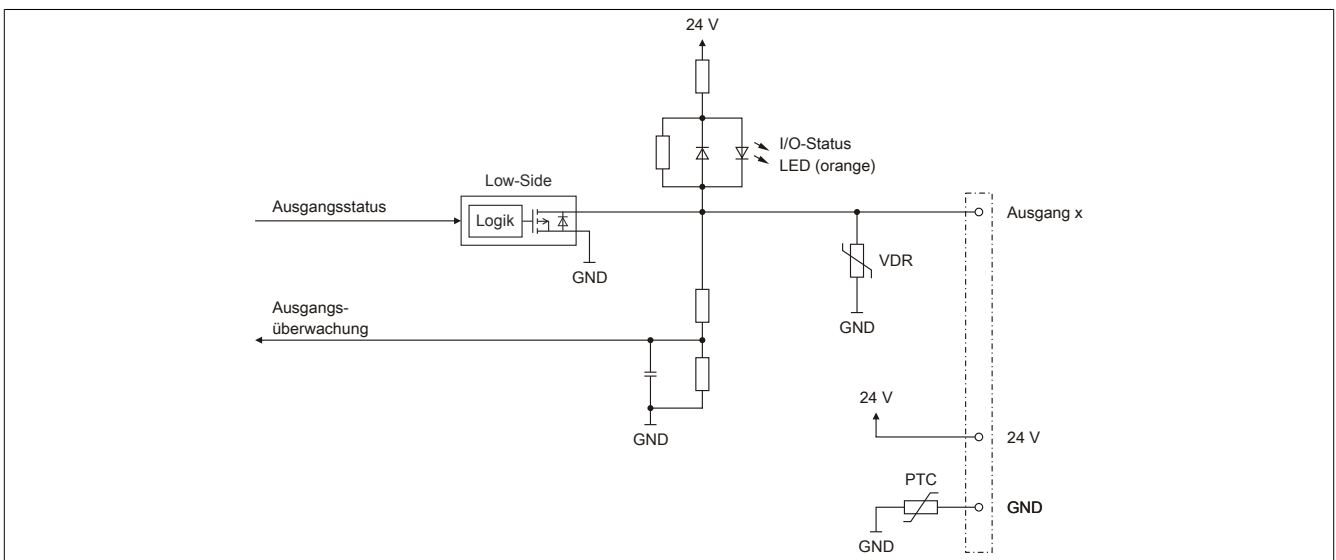 24 V
I/O-Status
LED (orange)
Low-Side
Ausgangsstatus
Logik
Ausgang x
GND
VDR
Ausgangs-
überwachung
GND
24 V
GND
24 V
PTC
GND
GND